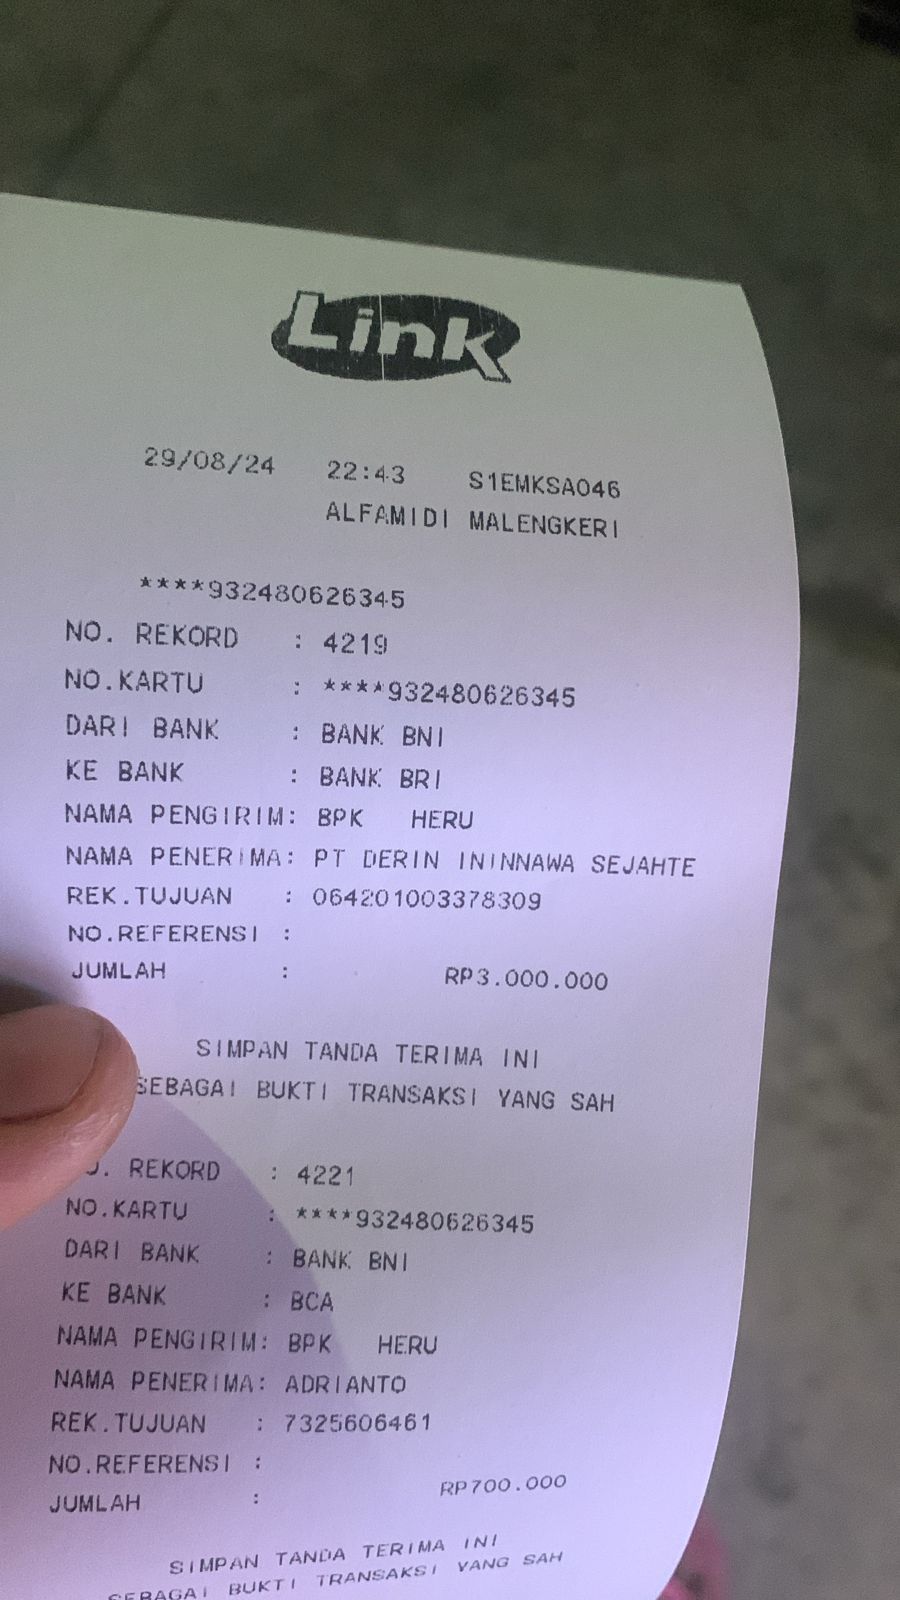 Link
29/08/24 22:43 S1EMKSA046
ALFAMIDI MALENGKERI
****932480626345
NO. REKORD : 4219
NO.KARTU : ****932480626345
DARI BANK : BANK BNI
KE BANK : BANK BRI
NAMA PENGIRIM: BPK HERU
NAMA PENERIMA: PT DERIN ININNAWA SEJAHTE
REK.TUJUAN : 064201003378309
NO.REFERENSI :
JUMLAH : RP3.000.000
SIMPAN TANDA TERIMA INI
SEBAGAI BUKTI TRANSAKSI YANG SAH
O. REKORD : 4221
NO.KARTU : ****932480626345
DARI BANK : BANK BNI
KE BANK : BCA
NAMA PENGIRIM: BPK HERU
NAMA PENERIMA: ADRIANTO
REK.TUJUAN : 7325606461
NO.REFERENSI :
JUMLAH : RP700.000
SIMPAN TANDA TERIMA INI
SEBAGAI BUKTI TRANSAKSI YANG SAH